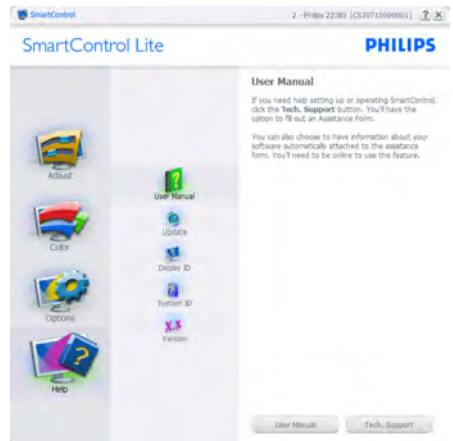 SmartControl
2 - Philips 225B1 (CS39715000001)
? X
SmartControl Lite
PHILIPS
User Manual
If you need help setting up or operating SmartControl,
click the Tech. Support button. You'll have the
option to fill out an Assistance Form.
You can also choose to have information about your
software automatically attached to the assistance
form. You'll need to be online to use the feature.
Adjust
User Manual
Update
Color
Display ID
System ID
Options
X.X
Version
Help
User Manual
Tech. Support